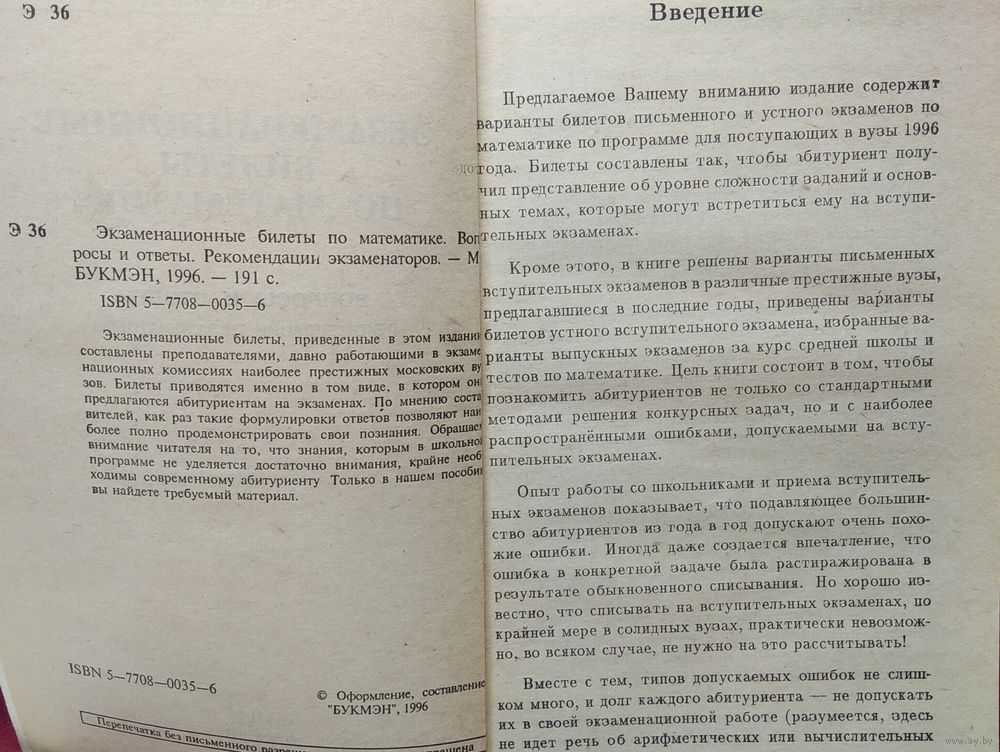 Э 36
Э 36
Экзаменационные билеты по математике. Воп
росы и ответы. Рекомендации экзаменаторов. — М
БУКМЭН, 1996. — 191 с.
ISBN 5—7708—0035—6
Экзаменационные билеты, приведенные в этом издании
составлены преподавателями, давно работающими в экзаме
национных комиссиях наиболее престижных московских ву
зов. Билеты приводятся именно в том виде, в котором он
предлагаются абитуриентам на экзаменах. По мнению соста
вителей, как раз такие формулировки ответов позволяют наи
более полно продемонстрировать свои познания. Обращаем
внимание читателя на то, что знания, которым в школьной
программе не уделяется достаточно внимания, крайне необ
ходимы современному абитуриенту Только в нашем пособии
вы найдете требуемый материал.
ISBN 5—7708—0035—6
© Оформление, составление
"БУКМЭН", 1996
Перепечатка без письменного
Введение
Предлагаемое Вашему вниманию издание содержит
варианты билетов письменного и устного экзаменов по
математике по программе для поступающих в вузы 1996
года. Билеты составлены так, чтобы абитуриент полу-
чил представление об уровне сложности заданий и основ-
ных темах, которые могут встретиться ему на вступи-
тельных экзаменах.
Кроме этого, в книге решены варианты письменных
вступительных экзаменов в различные престижные вузы,
предлагавшиеся в последние годы, приведены варианты
билетов устного вступительного экзамена, избранные ва-
рианты выпускных экзаменов за курс средней школы и
тестов по математике. Цель книги состоит в том, чтобы
познакомить абитуриентов не только со стандартными
методами решения конкурсных задач, но и с наиболее
распространёнными ошибками, допускаемыми на всту-
пительных экзаменах.
Опыт работы со школьниками и приема вступитель-
ных экзаменов показывает, что подавляющее большин-
ство абитуриентов из года в год допускают очень похо-
жие ошибки. Иногда даже создается впечатление, что
ошибка в конкретной задаче была растиражирована в
результате обыкновенного списывания. Но хорошо из-
вестно, что списывать на вступительных экзаменах, по
крайней мере в солидных вузах, практически невозмож-
но, во всяком случае, не нужно на это рассчитывать!
Вместе с тем, типов допускаемых ошибок не слиш-
ком много, и долг каждого абитуриента — не допускать
их в своей экзаменационной работе (разумеется, здесь
не идет речь об арифметических или вычислительных
www.ay.by